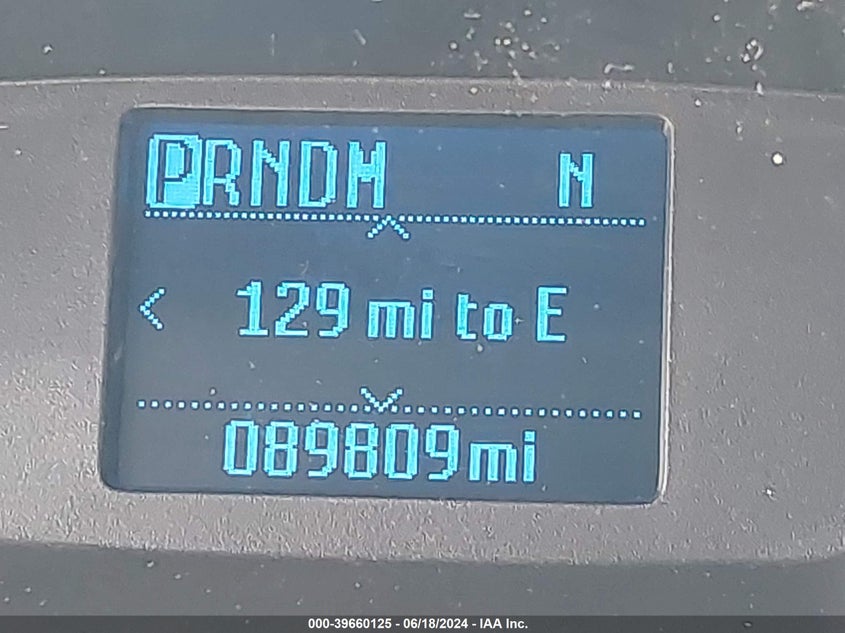 PRNDM N
129 mi to E
089809mi
000-39660125 - 06/18/2024 - IAA Inc.